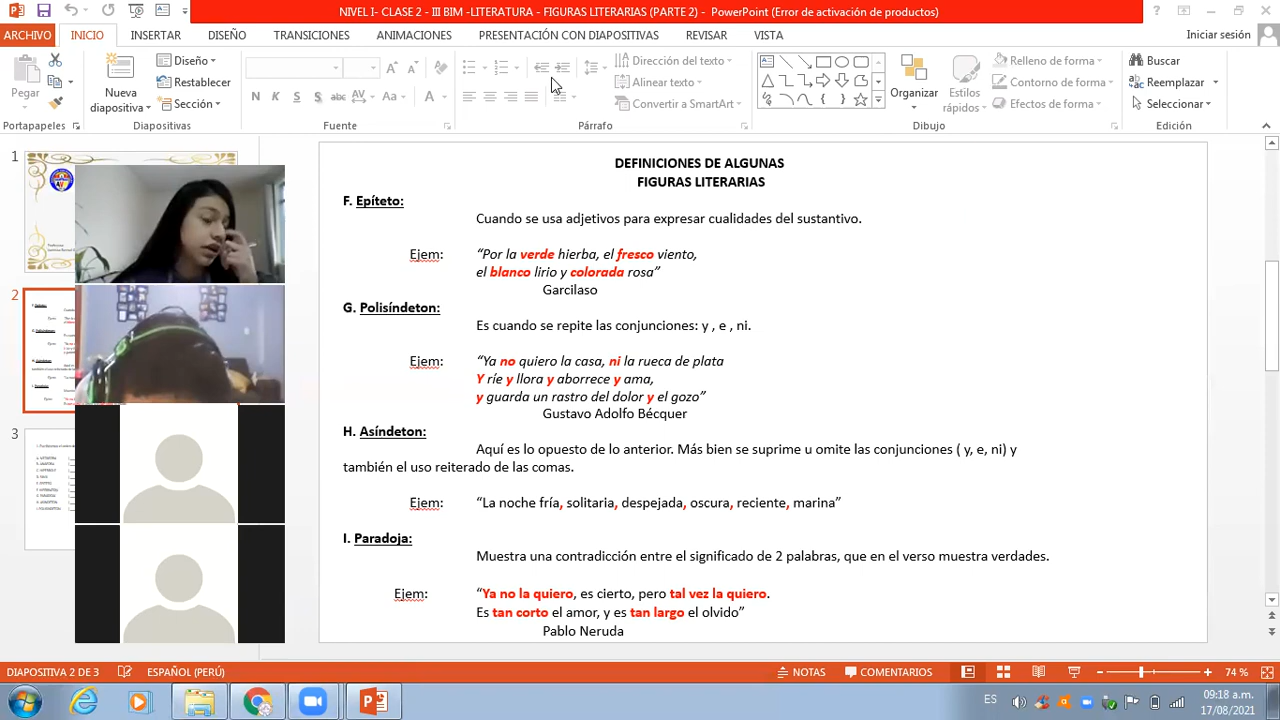 NIVEL I- CLASE 2 - III BIM -LITERATURA - FIGURAS LITERARIAS (PARTE 2) - PowerPoint (Error de activación de productos)
ARCHIVO INICIO INSERTAR DISEÑO TRANSICIONES ANIMACIONES PRESENTACIÓN CON DIAPOSITIVAS REVISAR VISTA Iniciar sesión
Pegar
Nueva diapositiva
Diseño
Restablecer
Sección
N K S abc AV Aa A
Dirección del texto
Alinear texto
Convertir a SmartArt
Organizar
Estilos rápidos
Relleno de forma
Contorno de forma
Efectos de forma
Buscar
Reemplazar
Seleccionar
Portapapeles Diapositivas Fuente Párrafo Dibujo Edición
1
2
3
DEFINICIONES DE ALGUNAS
FIGURAS LITERARIAS
F. Epíteto:
Cuando se usa adjetivos para expresar cualidades del sustantivo.
Ejem: “Por la verde hierba, el fresco viento,
el blanco lirio y colorada rosa”
Garcilaso
G. Polisíndeton:
Es cuando se repite las conjunciones: y , e , ni.
Ejem: “Ya no quiero la casa, ni la rueca de plata
Y ríe y llora y aborrece y ama,
y guarda un rastro del dolor y el gozo”
Gustavo Adolfo Bécquer
H. Asíndeton:
Aquí es lo opuesto de lo anterior. Más bien se suprime u omite las conjunciones ( y, e, ni) y
también el uso reiterado de las comas.
Ejem: “La noche fría, solitaria, despejada, oscura, reciente, marina”
I. Paradoja:
Muestra una contradicción entre el significado de 2 palabras, que en el verso muestra verdades.
Ejem: “Ya no la quiero, es cierto, pero tal vez la quiero.
Es tan corto el amor, y es tan largo el olvido”
Pablo Neruda
DIAPOSITIVA 2 DE 3 ESPAÑOL (PERÚ) NOTAS COMENTARIOS 74 %
ES 09:18 a.m.
17/08/2021